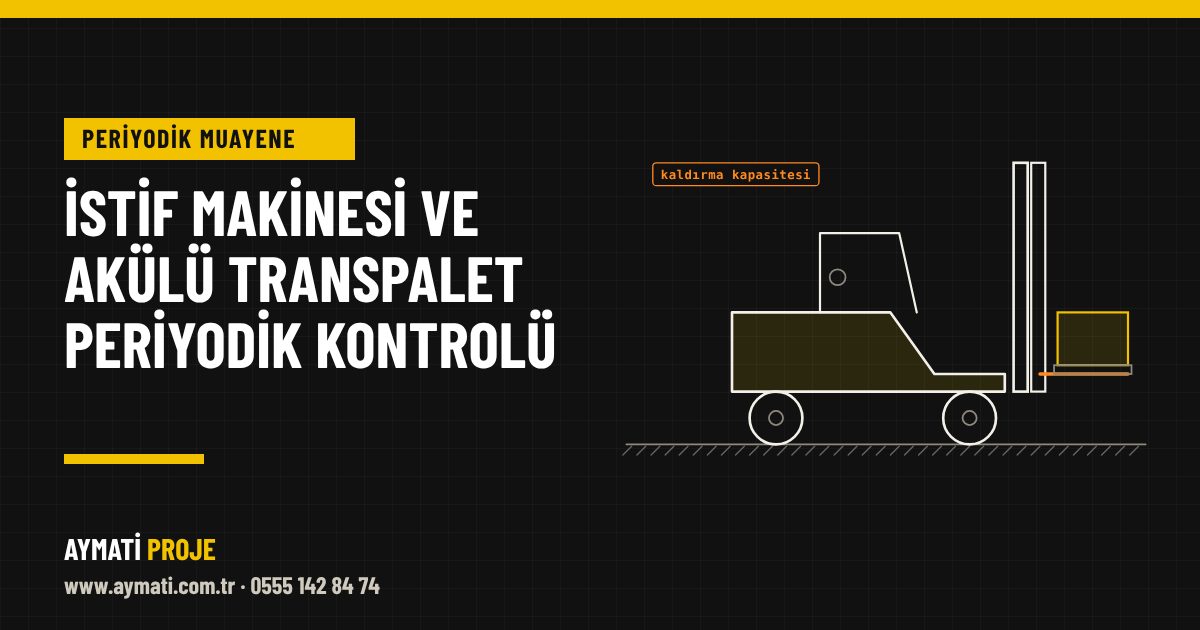 PERİYODİK MUAYENE
İSTİF MAKİNESİ VE
AKÜLÜ TRANSPALET
PERİYODİK KONTROLÜ
kaldırma kapasitesi
AYMATİ PROJE
www.aymati.com.tr · 0555 142 84 74